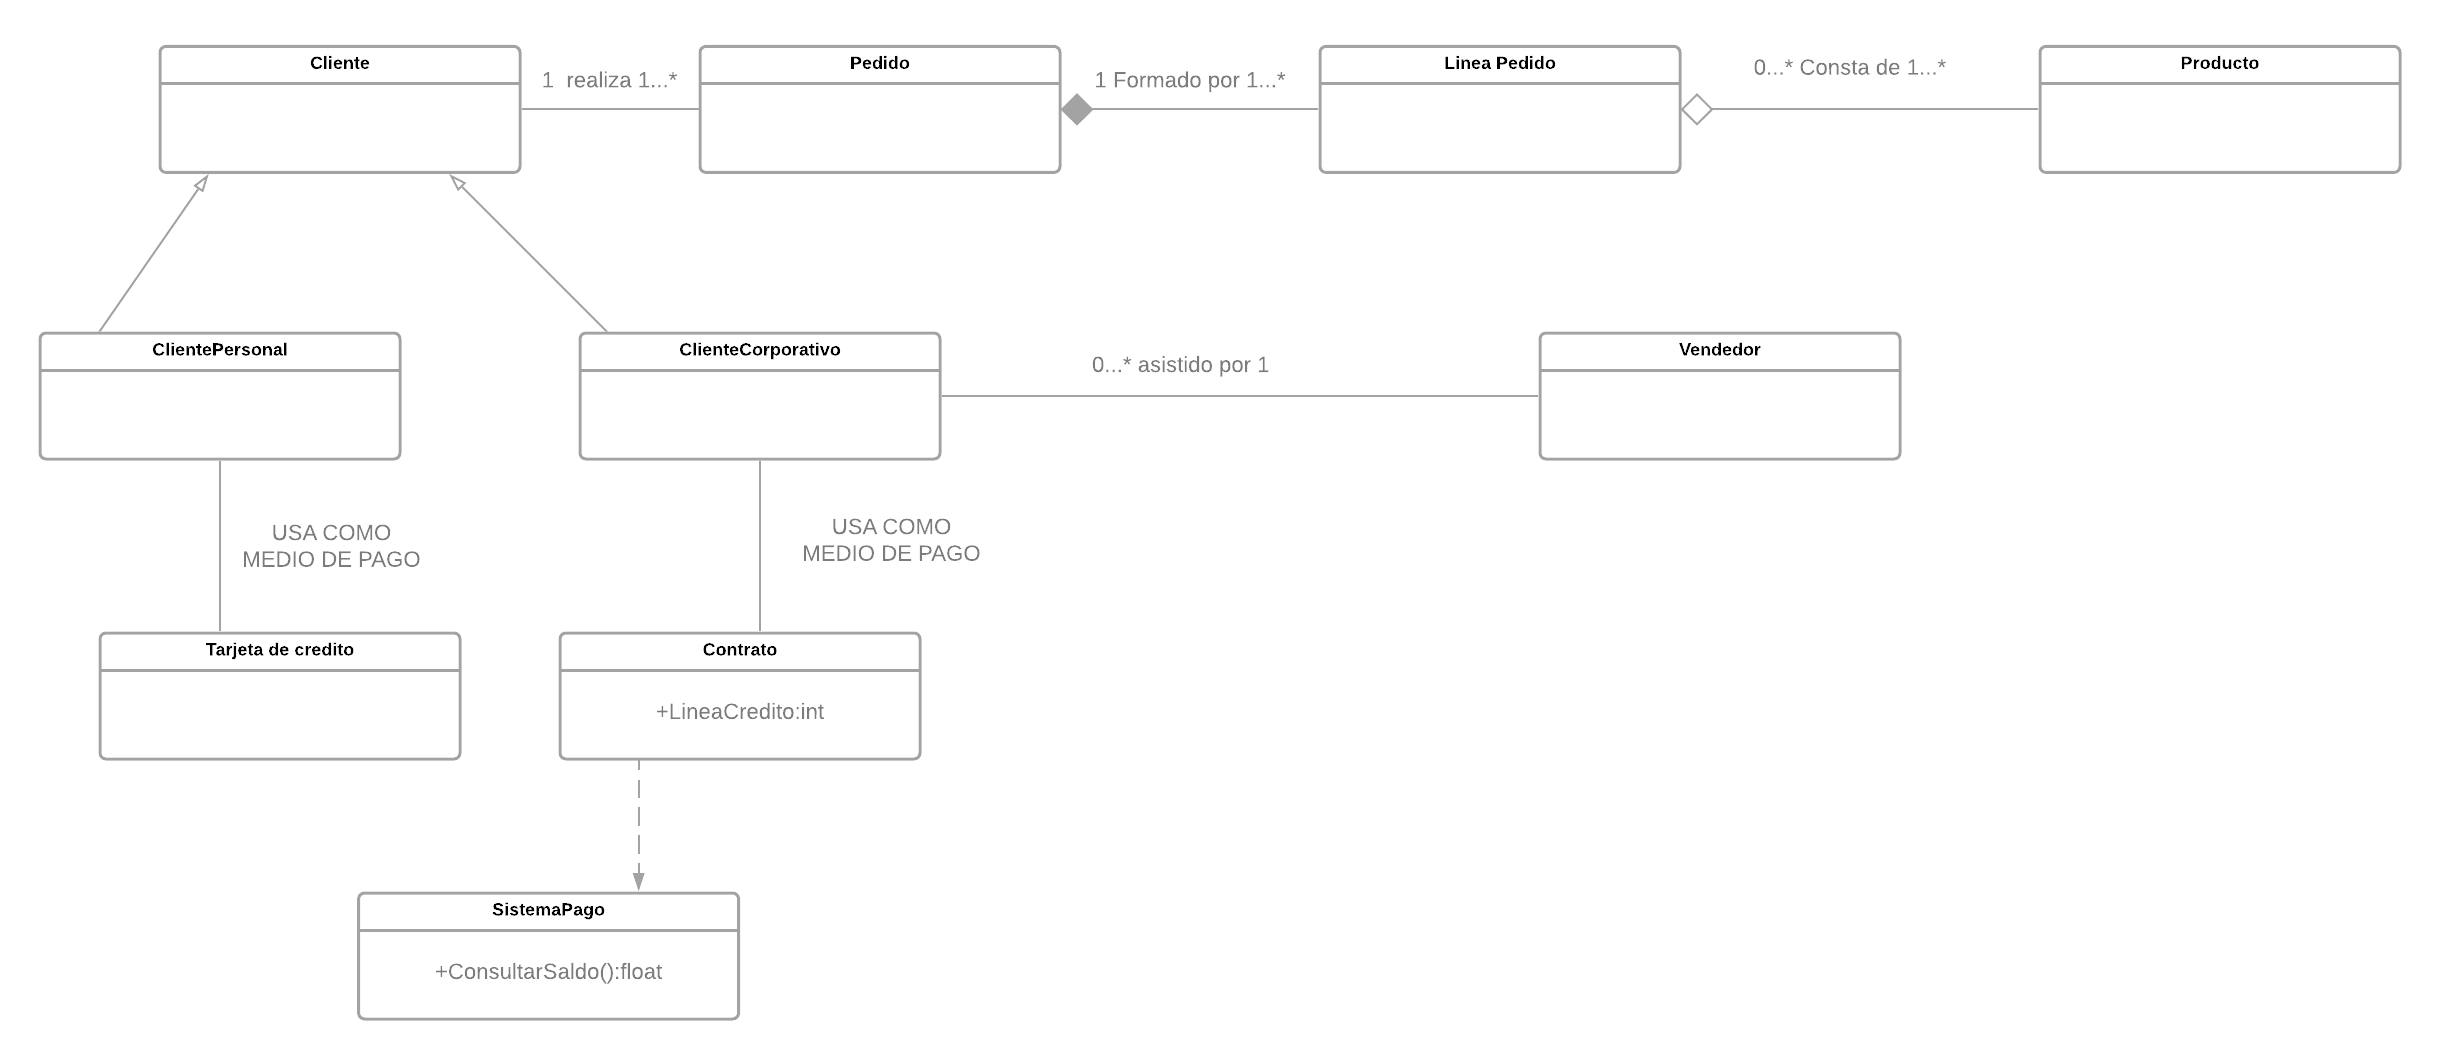 Cliente
1  realiza 1...*
Pedido
1 Formado por 1...*
Linea Pedido
0...* Consta de 1...*
Producto
ClientePersonal
ClienteCorporativo
0...* asistido por 1
Vendedor
USA COMO
MEDIO DE PAGO
USA COMO
MEDIO DE PAGO
Tarjeta de credito
Contrato
+LineaCredito:int
SistemaPago
+ConsultarSaldo():float